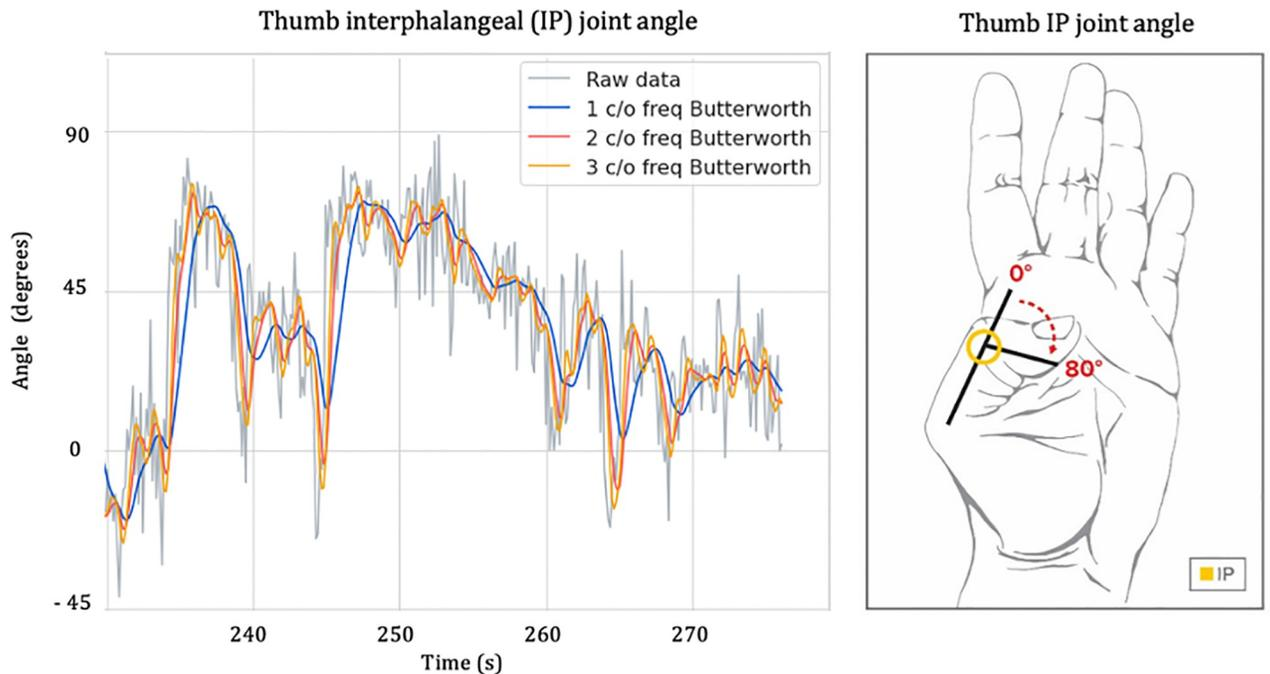 Thumb interphalangeal (IP) joint angle
Raw data
1 c/o freq Butterworth
2 c/o freq Butterworth
3 c/o freq Butterworth
Angle (degrees)
90
45
0
- 45
240
250
260
270
Time (s)
Thumb IP joint angle
0°
80°
IP